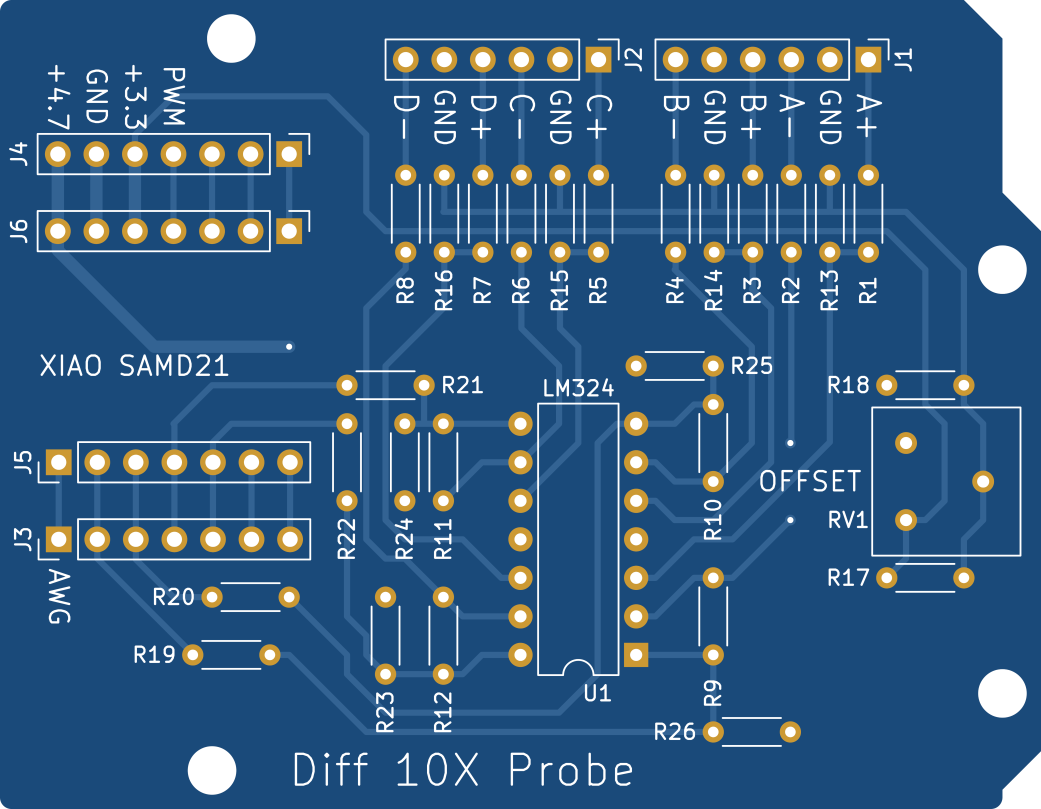 J2
J1
+4.7
GND
+3.3
PWM
D-
GND
D+
C-
GND
C+
B-
GND
B+
A-
GND
A+
J4
J6
R8
R16
R7
R6
R15
R5
R4
R14
R3
R2
R13
R1
XIAO SAMD21
R21
LM324
R25
R18
J5
OFFSET
R22
R24
R11
R10
RV1
J3
AWG
R20
R17
R19
R23
R12
U1
R9
R26
Diff 10X Probe